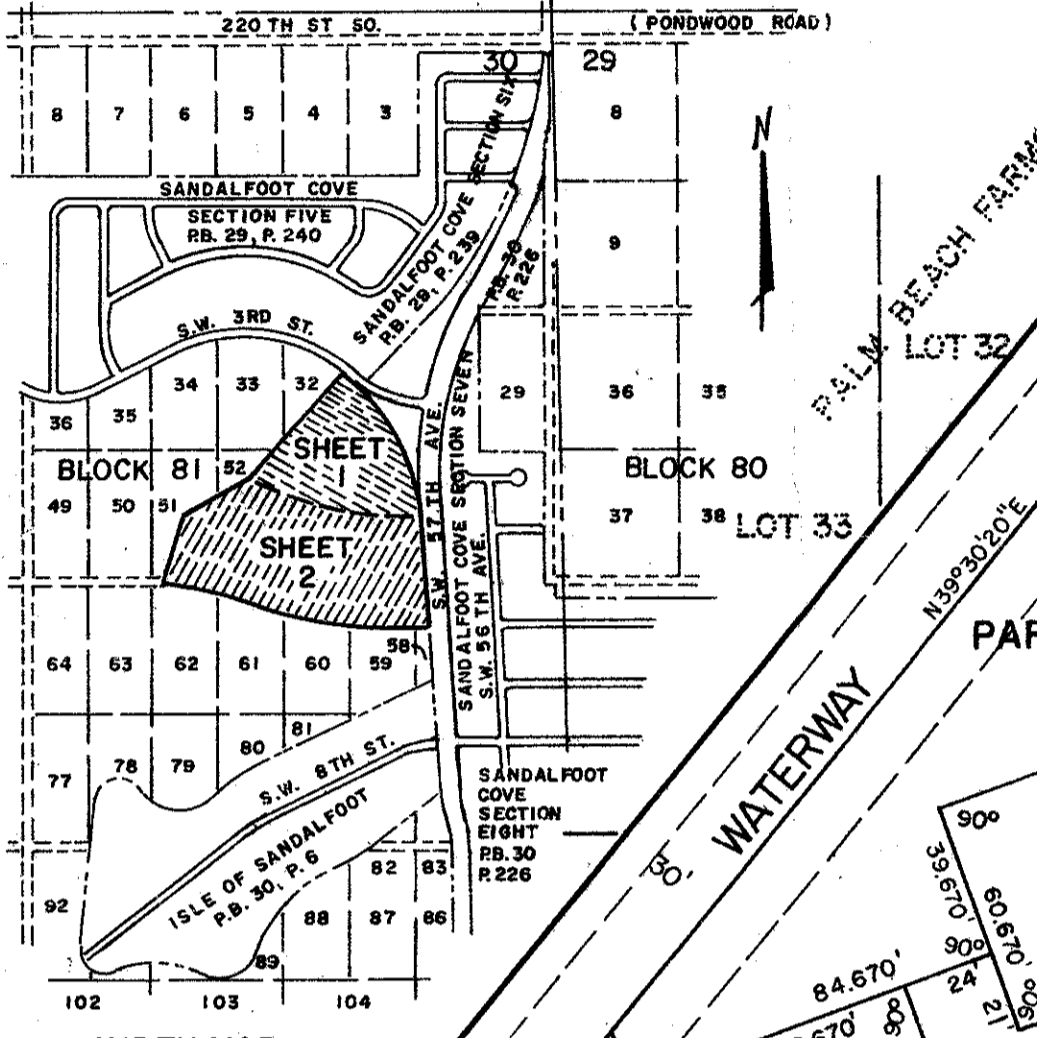 220 TH ST SO.
( PONDWOOD ROAD )
30
29
8
7
6
5
4
3
8
SANDALFOOT COVE
SECTION FIVE
P.B. 29, P. 240
SANDALFOOT COVE SECTION SIX
P.B. 28, P. 239
P.B. 30
P. 226
9
N
PALM BEACH FARMS
LOT 32
S.W. 3RD ST.
36
35
34
33
32
29
36
35
SHEET
1
BLOCK 81
52
BLOCK 80
49
50
51
37
38
LOT 33
SHEET
2
S.W. 57TH AVE.
SANDALFOOT COVE SECTION SEVEN
S.W. 56TH AVE.
N39°30'20"E
PAR
58
64
63
62
61
60
59
77
78
79
80
81
S.W. 8TH ST.
ISLE OF SANDALFOOT
P.B. 30, P. 6
SANDALFOOT
COVE
SECTION
EIGHT
P.B. 30
P. 226
WATERWAY
30'
82
83
92
88
87
86
89
102
103
104
90°
39.670'
60.670'
90°
84.670'
24'
21'
90°
90°
.670'